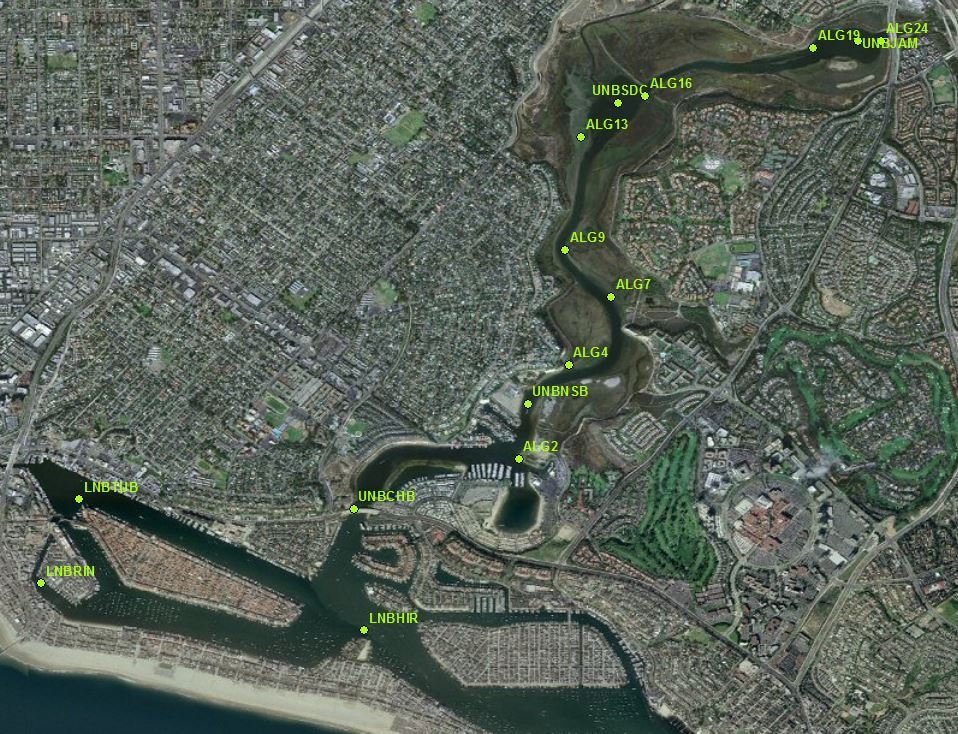 ALG19
ALG24
UNBJAM
UNBSDC
ALG16
ALG13
ALG9
ALG7
ALG4
UNBNSB
ALG2
LNBTUB
UNBCHB
LNBRIN
LNBHIR